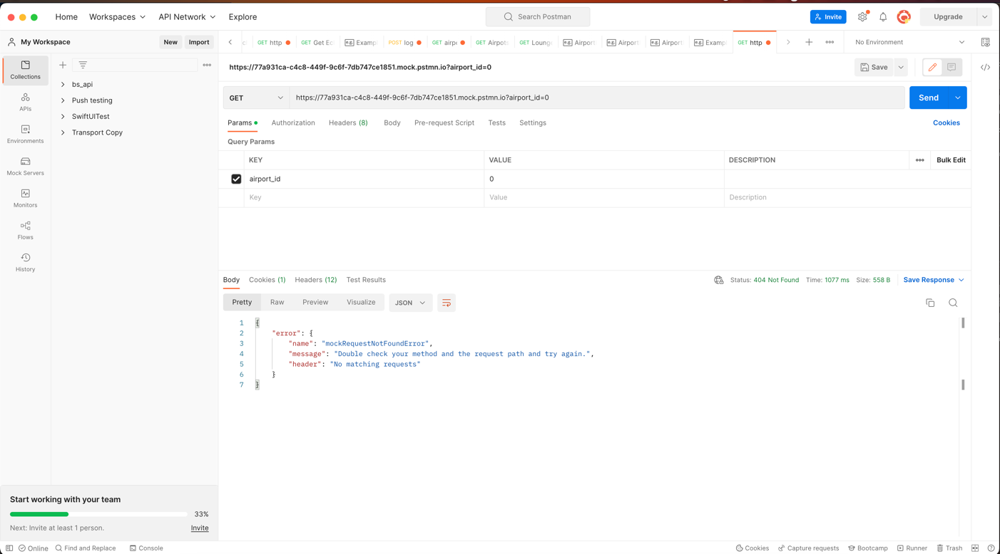 Home Workspaces API Network Explore Search Postman Invite Upgrade
My Workspace New Import GET http GET Get Ec Examp POST log GET airpo GET Airpots GET Loung Airport Airport Airport Examp GET http No Environment
Collections
APIs
Environments
Mock Servers
Monitors
Flows
History
bs_api
Push testing
SwiftUITest
Transport Copy
https://77a931ca-c4c8-449f-9c6f-7db747ce1851.mock.pstmn.io?airport_id=0 Save
GET https://77a931ca-c4c8-449f-9c6f-7db747ce1851.mock.pstmn.io?airport_id=0 Send
Params Authorization Headers (8) Body Pre-request Script Tests Settings Cookies
Query Params
KEY VALUE DESCRIPTION Bulk Edit
airport_id 0
Key Value Description
Body Cookies (1) Headers (12) Test Results Status: 404 Not Found Time: 1077 ms Size: 558 B Save Response
Pretty Raw Preview Visualize JSON
1 {
2 "error": {
3 "name": "mockRequestNotFoundError",
4 "message": "Double check your method and the request path and try again.",
5 "header": "No matching requests"
6 }
7 }
Start working with your team
33%
Next: Invite at least 1 person. Invite
Online Find and Replace Console Cookies Capture requests Bootcamp Runner Trash